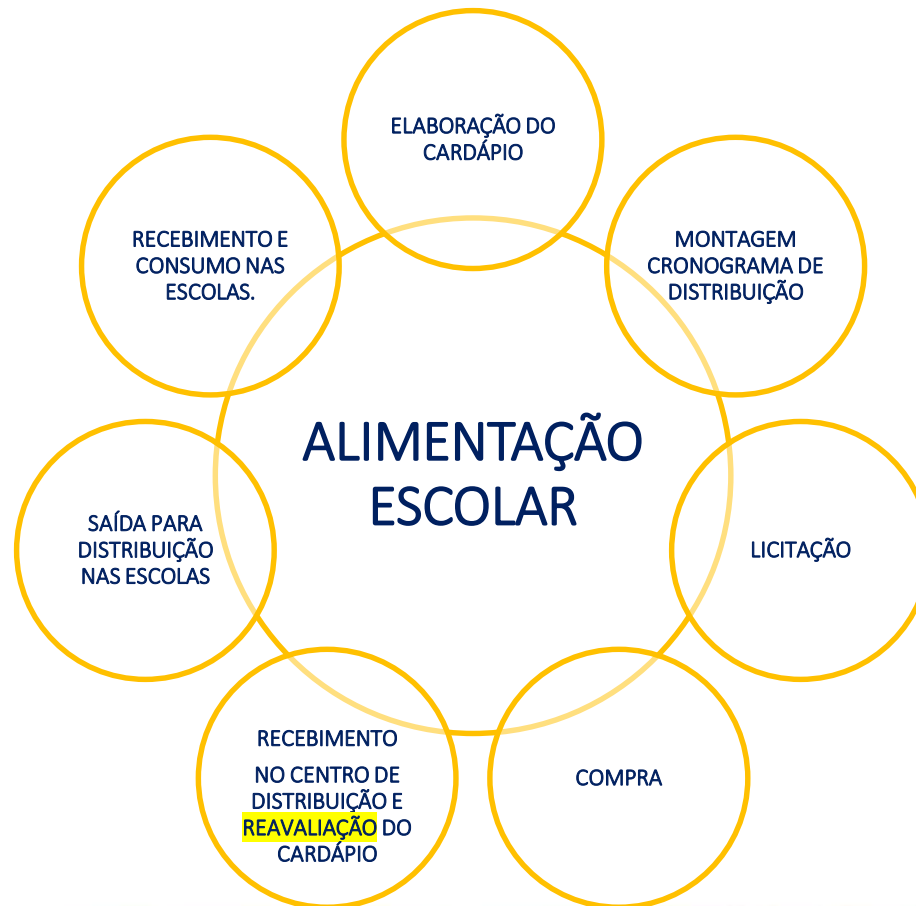 ELABORAÇÃO DO
CARDÁPIO
MONTAGEM
CRONOGRAMA DE
DISTRIBUIÇÃO
LICITAÇÃO
COMPRA
RECEBIMENTO
NO CENTRO DE
DISTRIBUIÇÃO E
REAVALIAÇÃO DO
CARDÁPIO
SAÍDA PARA
DISTRIBUIÇÃO
NAS ESCOLAS
RECEBIMENTO E
CONSUMO NAS
ESCOLAS.
ALIMENTAÇÃO
ESCOLAR